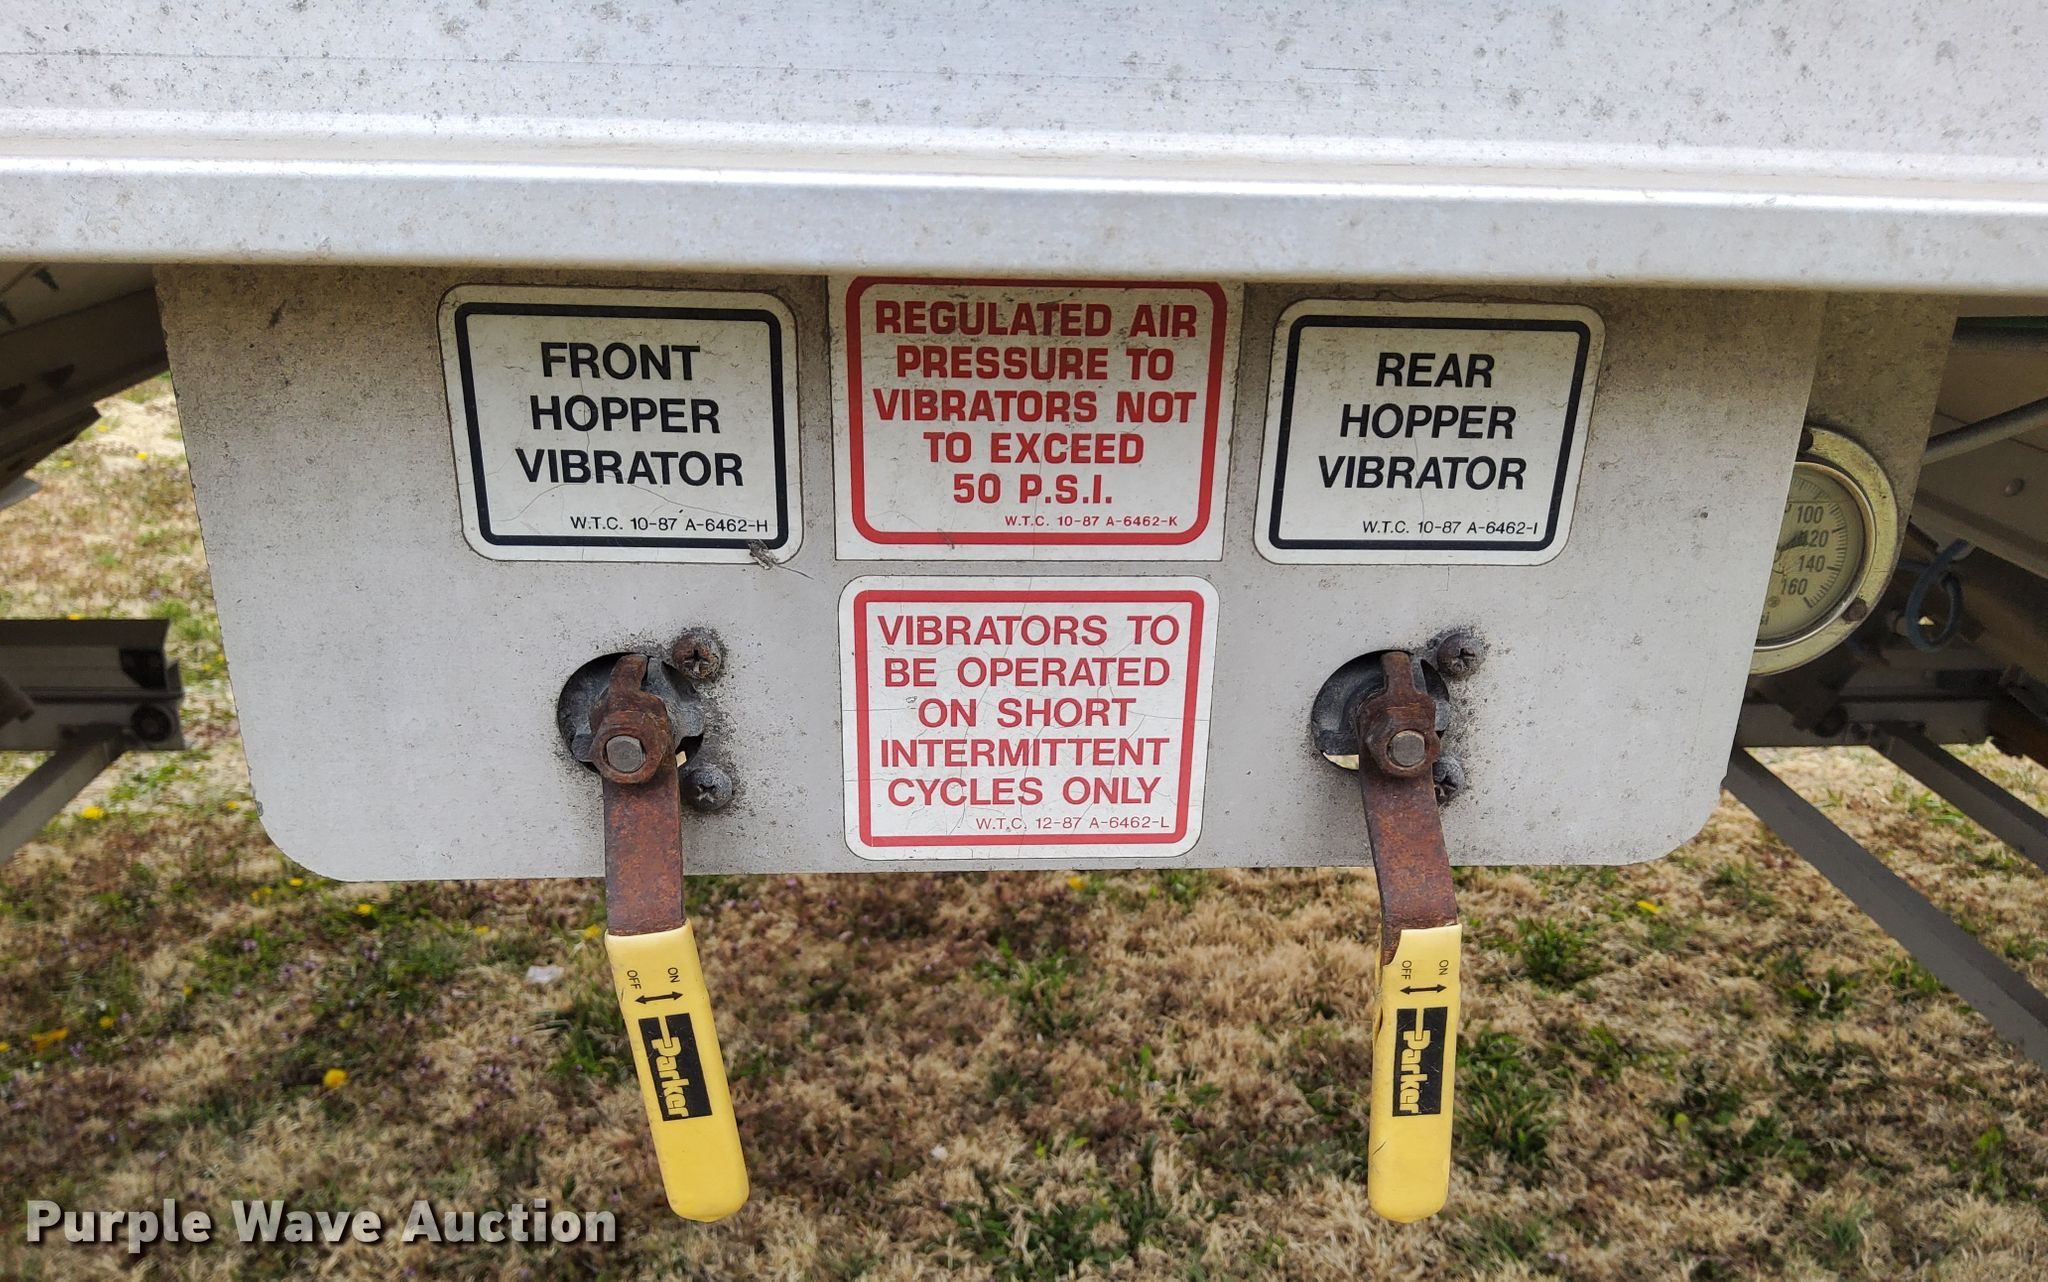 FRONT
HOPPER
VIBRATOR
W.T.C. 10-87 A-6462-H
REGULATED AIR
PRESSURE TO
VIBRATORS NOT
TO EXCEED
50 P.S.I.
W.T.C. 10-87 A-6462-K
REAR
HOPPER
VIBRATOR
W.T.C. 10-87 A-6462-I
100
120
140
160
VIBRATORS TO
BE OPERATED
ON SHORT
INTERMITTENT
CYCLES ONLY
W.T.C. 12-87 A-6462-L
ON
OFF
Parker
ON
OFF
Parker
Purple Wave Auction